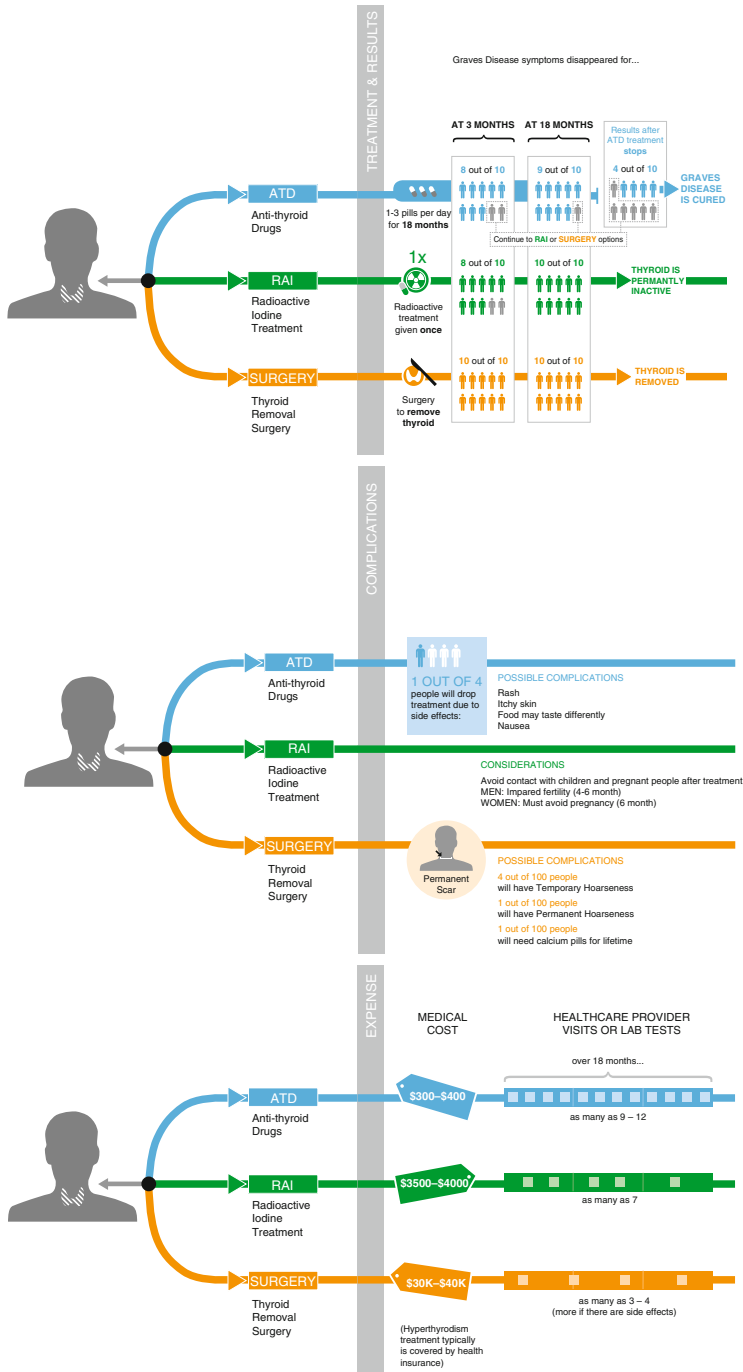 TREATMENT & RESULTS
Graves Disease symptoms disappeared for...
AT 3 MONTHS
AT 18 MONTHS
Results after
ATD treatment
stops
ATD
Anti-thyroid
Drugs
1-3 pills per day
for 18 months
8 out of 10
9 out of 10
4 out of 10
GRAVES
DISEASE
IS CURED
Continue to RAI or SURGERY options
RAI
Radioactive
Iodine
Treatment
1x
Radioactive
treatment
given once
8 out of 10
10 out of 10
THYROID IS
PERMANTLY
INACTIVE
SURGERY
Thyroid
Removal
Surgery
Surgery
to remove
thyroid
10 out of 10
10 out of 10
THYROID IS
REMOVED
COMPLICATIONS
ATD
Anti-thyroid
Drugs
1 OUT OF 4
people will drop
treatment due to
side effects:
POSSIBLE COMPLICATIONS
Rash
Itchy skin
Food may taste differently
Nausea
RAI
Radioactive
Iodine
Treatment
CONSIDERATIONS
Avoid contact with children and pregnant people after treatment
MEN: Impared fertility (4-6 month)
WOMEN: Must avoid pregnancy (6 month)
SURGERY
Thyroid
Removal
Surgery
Permanent
Scar
POSSIBLE COMPLICATIONS
4 out of 100 people
will have Temporary Hoarseness
1 out of 100 people
will have Permanent Hoarseness
1 out of 100 people
will need calcium pills for lifetime
EXPENSE
MEDICAL
COST
HEALTHCARE PROVIDER
VISITS OR LAB TESTS
over 18 months...
ATD
Anti-thyroid
Drugs
$300–$400
as many as 9 – 12
RAI
Radioactive
Iodine
Treatment
$3500–$4000
as many as 7
SURGERY
Thyroid
Removal
Surgery
$30K–$40K
as many as 3 – 4
(more if there are side effects)
(Hyperthyrodism
treatment typically
is covered by health
insurance)